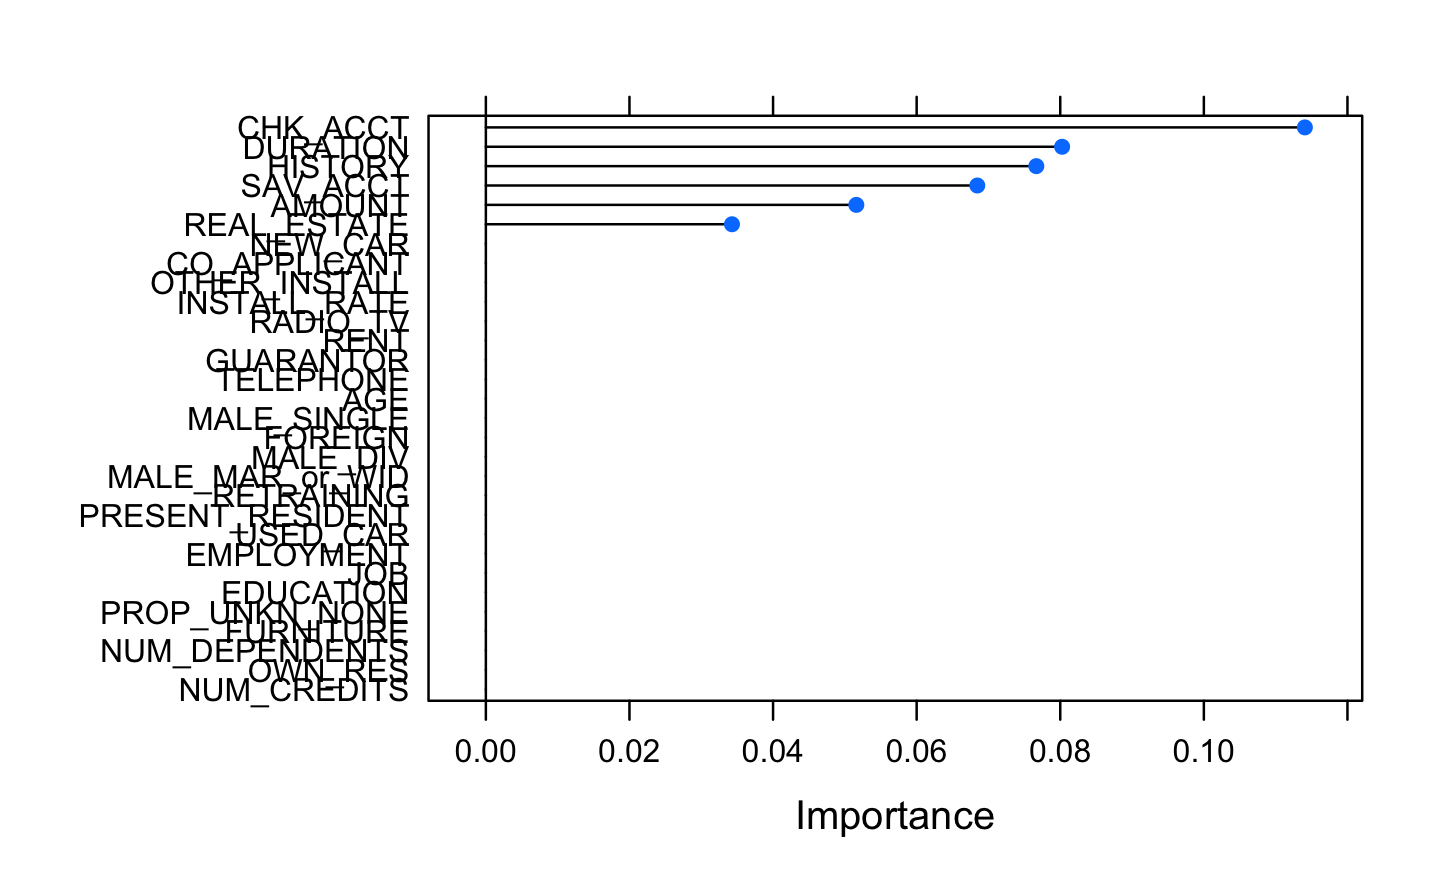 CHK_ACCT
DURATION
HISTORY
SAV_ACCT
AMOUNT
REAL_ESTATE
NEW_CAR
CO_APPLICANT
OTHER_INSTALL
INSTALL_RATE
RADIO_TV
RENT
GUARANTOR
TELEPHONE
AGE
MALE_SINGLE
FOREIGN
MALE_DIV
MALE_MAR_or_WID
RETRAINING
PRESENT_RESIDENT
USED_CAR
EMPLOYMENT
JOB
EDUCATION
PROP_UNKN_NONE
FURNITURE
NUM_DEPENDENTS
OWN_RES
NUM_CREDITS
0.00 0.02 0.04 0.06 0.08 0.10
Importance